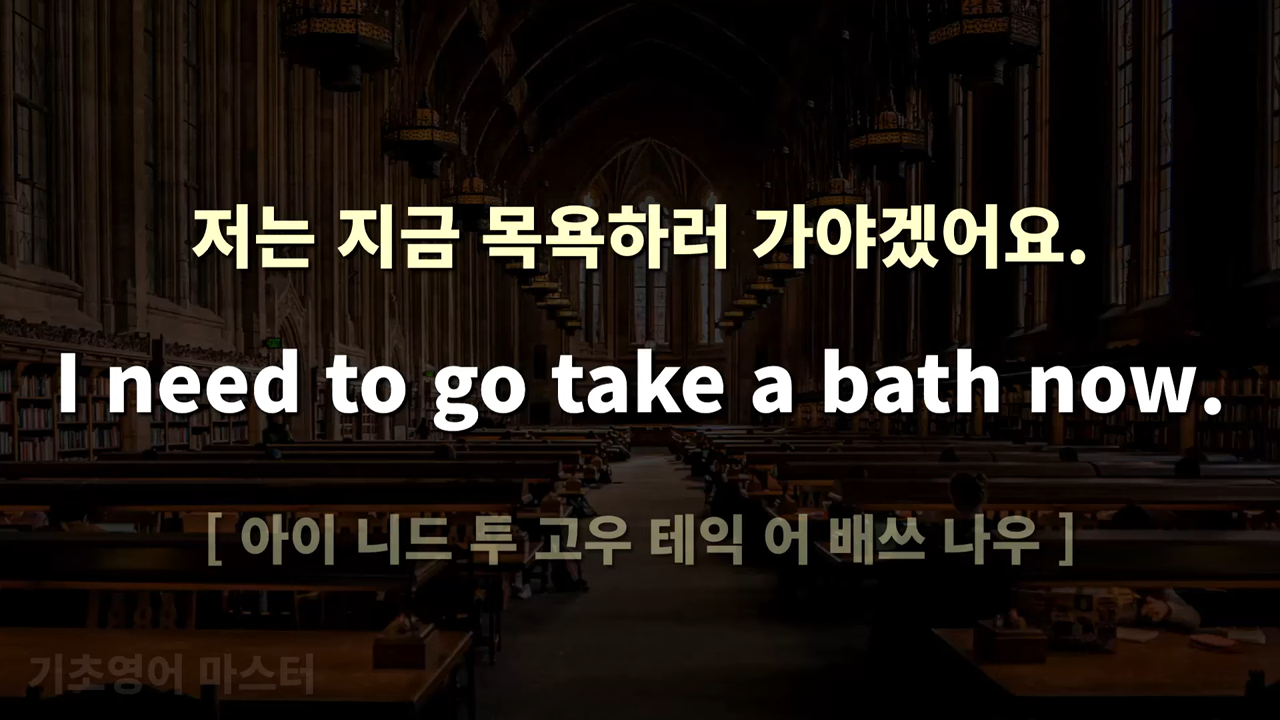 저는 지금 목욕하러 가야겠어요.
I need to go take a bath now.
[ 아이 니드 투 고우 테익 어 배쓰 나우 ]
기초영어 마스터